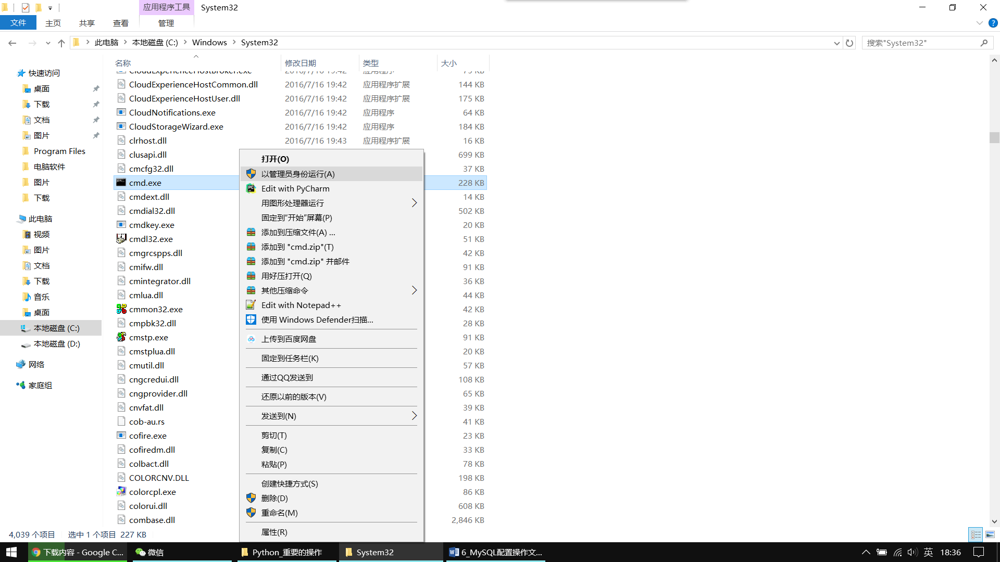 应用程序工具 System32
文件 主页 共享 查看 管理
此电脑 本地磁盘 (C:) Windows System32 搜索"System32"
名称 修改日期 类型 大小
快速访问
桌面
下载
文档
图片
Program Files
电脑软件
图片
下载
此电脑
视频
图片
文档
下载
音乐
桌面
本地磁盘 (C:)
本地磁盘 (D:)
网络
家庭组
CloudExperienceHostBroker.exe 2016/7/16 19:42 应用程序 79 KB
CloudExperienceHostCommon.dll 2016/7/16 19:42 应用程序扩展 144 KB
CloudExperienceHostUser.dll 2016/7/16 19:42 应用程序扩展 175 KB
CloudNotifications.exe 2016/7/16 19:42 应用程序 64 KB
CloudStorageWizard.exe 2016/7/16 19:42 应用程序 184 KB
clrhost.dll 2016/7/16 19:43 应用程序扩展 16 KB
clusapi.dll 699 KB
cmcfg32.dll 37 KB
cmd.exe 228 KB
cmdext.dll 14 KB
cmdial32.dll 502 KB
cmdkey.exe 20 KB
cmdl32.exe 51 KB
cmgrcspps.dll 42 KB
cmifw.dll 91 KB
cmintegrator.dll 36 KB
cmlua.dll 44 KB
cmmon32.exe 42 KB
cmpbk32.dll 28 KB
cmstp.exe 91 KB
cmstplua.dll 20 KB
cmutil.dll 57 KB
cngcredui.dll 108 KB
cngprovider.dll 65 KB
cnvfat.dll 39 KB
cob-au.rs 41 KB
cofire.exe 23 KB
cofiredm.dll 33 KB
colbact.dll 78 KB
COLORCNV.DLL 198 KB
colorcpl.exe 86 KB
colorui.dll 608 KB
combase.dll 2,846 KB
打开(O)
以管理员身份运行(A)
Edit with PyCharm
用图形处理器运行
固定到“开始”屏幕(P)
添加到压缩文件(A) ...
添加到 "cmd.zip"(T)
添加到 "cmd.zip" 并邮件
用好压打开(Q)
其他压缩命令
Edit with Notepad++
使用 Windows Defender扫描...
上传到百度网盘
固定到任务栏(K)
通过QQ发送到
还原以前的版本(V)
发送到(N)
剪切(T)
复制(C)
粘贴(P)
创建快捷方式(S)
删除(D)
重命名(M)
属性(R)
4,039 个项目 选中 1 个项目 227 KB
下载内容 - Google C... 微信 Python_重要的操作 System32 6_MySQL配置操作文... 英 18:36